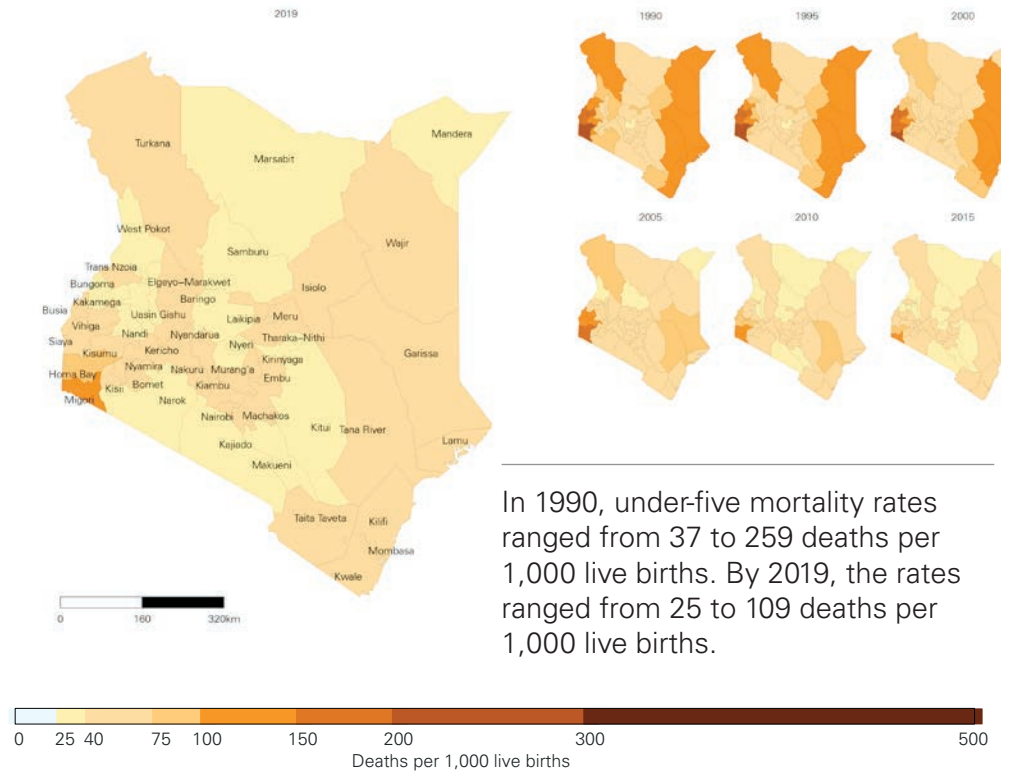 2019
1990
1995
2000
Mandera
Turkana
Marsabit
2005
2010
2015
West Pokot
Wajir
Samburu
Trans Nzoia
Elgeyo–Marakwet
Bungoma
Isiolo
Kakamega
Baringo
Busia
Uasin Gishu
Laikipia
Meru
Vihiga
Nandi
Nyandarua
Tharaka–Nithi
Siaya
Nyeri
Kisumu
Kericho
Kirinyaga
Garissa
Nyamira
Nakuru
Murang'a
Homa Bay
Embu
Kisii
Bomet
Kiambu
Migori
Narok
Nairobi
Machakos
Kitui
Tana River
Lamu
Kajiado
Makueni
Taita Taveta
Kilifi
Mombasa
Kwale
In 1990, under-five mortality rates
ranged from 37 to 259 deaths per
1,000 live births. By 2019, the rates
ranged from 25 to 109 deaths per
1,000 live births.
0 160 320km
0 25 40 75 100 150 200 300 500
Deaths per 1,000 live births